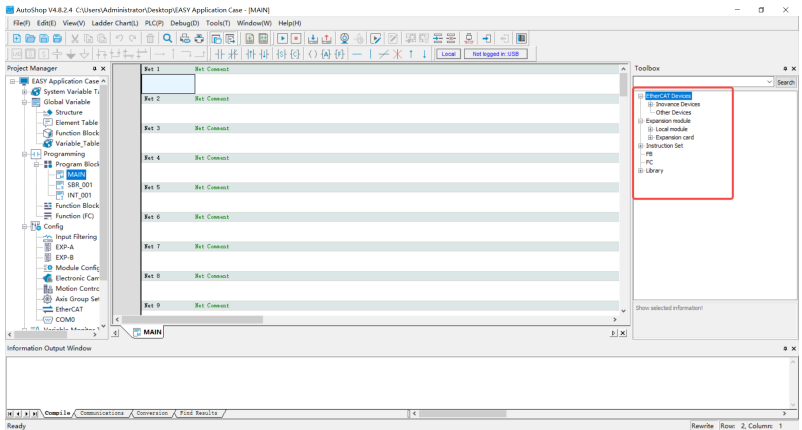 AutoShop V4.8.2.4 C:\Users\Administrator\Desktop\EASY Application Case - [MAIN]
File(F) Edit(E) View(V) Ladder Chart(L) PLC(P) Debug(D) Tools(T) Window(W) Help(H)
Local Not logged in:USB
Project Manager
EASY Application Case
System Variable Ta
Global Variable
Structure
Element Table
Function Block
Variable_Table
Programming
Program Block
MAIN
SBR_001
INT_001
Function Block
Function (FC)
Config
Input Filtering
EXP-A
EXP-B
Module Config
Electronic Cam
Motion Contro
Axis Group Set
EtherCAT
COM0
Net 1 Net Comment
Net 2 Net Comment
Net 3 Net Comment
Net 4 Net Comment
Net 5 Net Comment
Net 6 Net Comment
Net 7 Net Comment
Net 8 Net Comment
Net 9 Net Comment
MAIN
Toolbox
Search
EtherCAT Devices
Inovance Devices
Other Devices
Expansion module
Local module
Expansion card
Instruction Set
FB
FC
Library
Show selected information!
Information Output Window
Compile Communications Conversion Find Results
Ready
Rewrite Row: 2, Column: 1